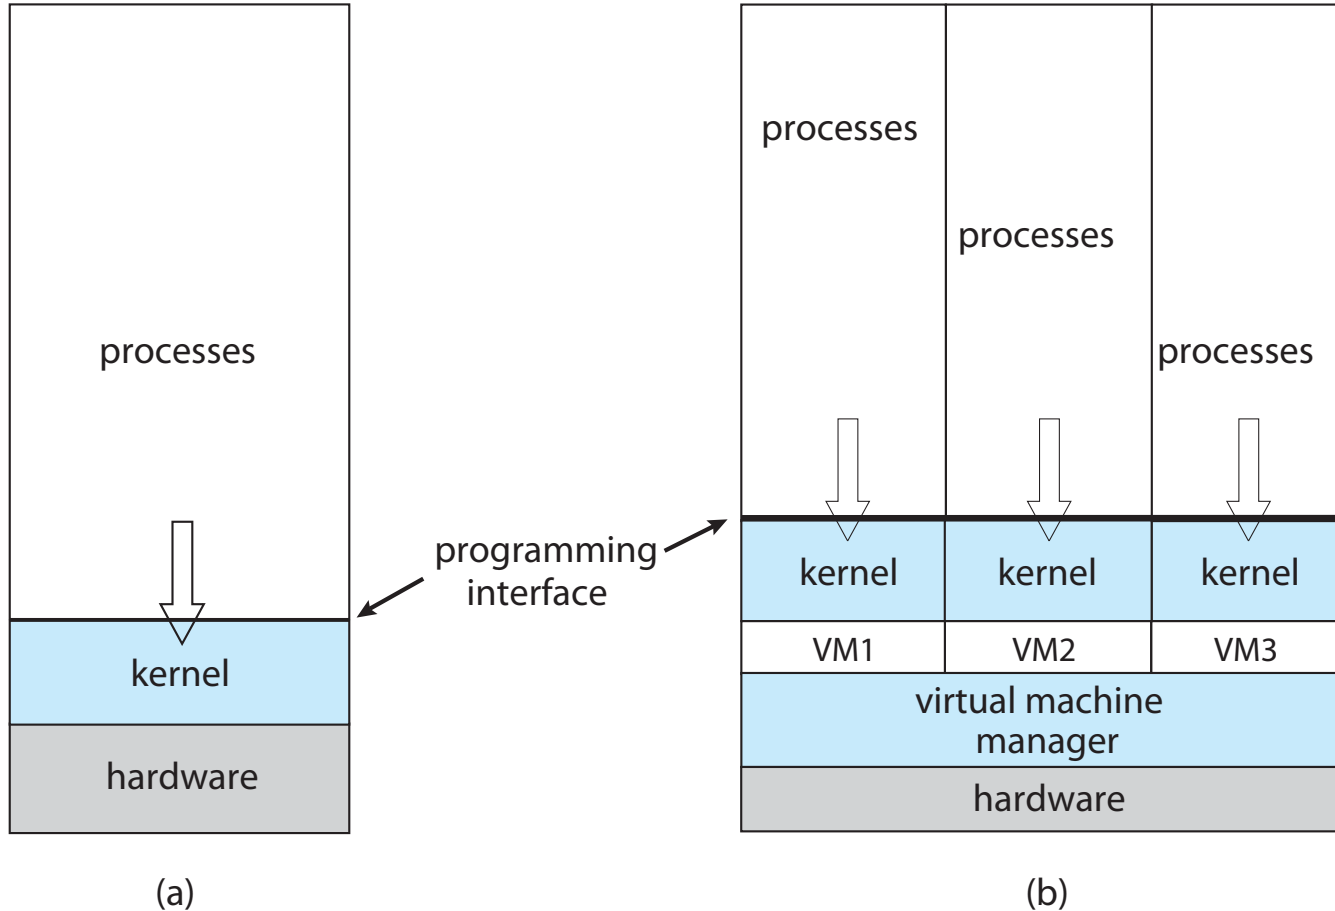 processes
programming
interface
kernel
hardware
(a)
processes
processes
processes
kernel
kernel
kernel
VM1
VM2
VM3
virtual machine
manager
hardware
(b)